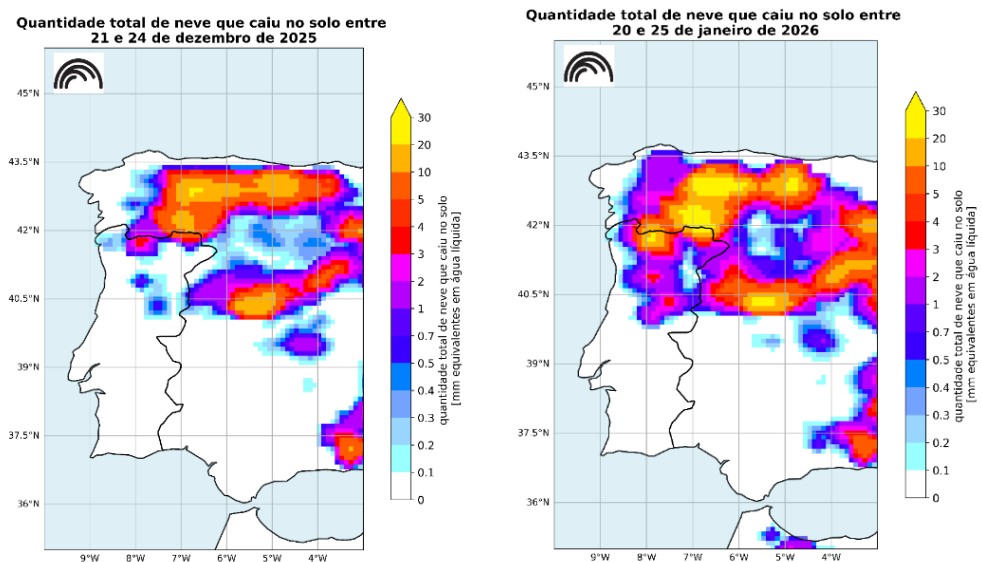 Quantidade total de neve que caiu no solo entre
21 e 24 de dezembro de 2025
45°N
43.5°N
42°N
40.5°N
39°N
37.5°N
36°N
9°W 8°W 7°W 6°W 5°W 4°W
30
20
10
5
4
3
2
1
0.7
0.5
0.4
0.3
0.2
0.1
0
quantidade total de neve que caiu no solo
[mm equivalentes em água líquida]
Quantidade total de neve que caiu no solo entre
20 e 25 de janeiro de 2026
45°N
43.5°N
42°N
40.5°N
39°N
37.5°N
36°N
9°W 8°W 7°W 6°W 5°W 4°W
30
20
10
5
4
3
2
1
0.7
0.5
0.4
0.3
0.2
0.1
0
quantidade total de neve que caiu no solo
[mm equivalentes em água líquida]